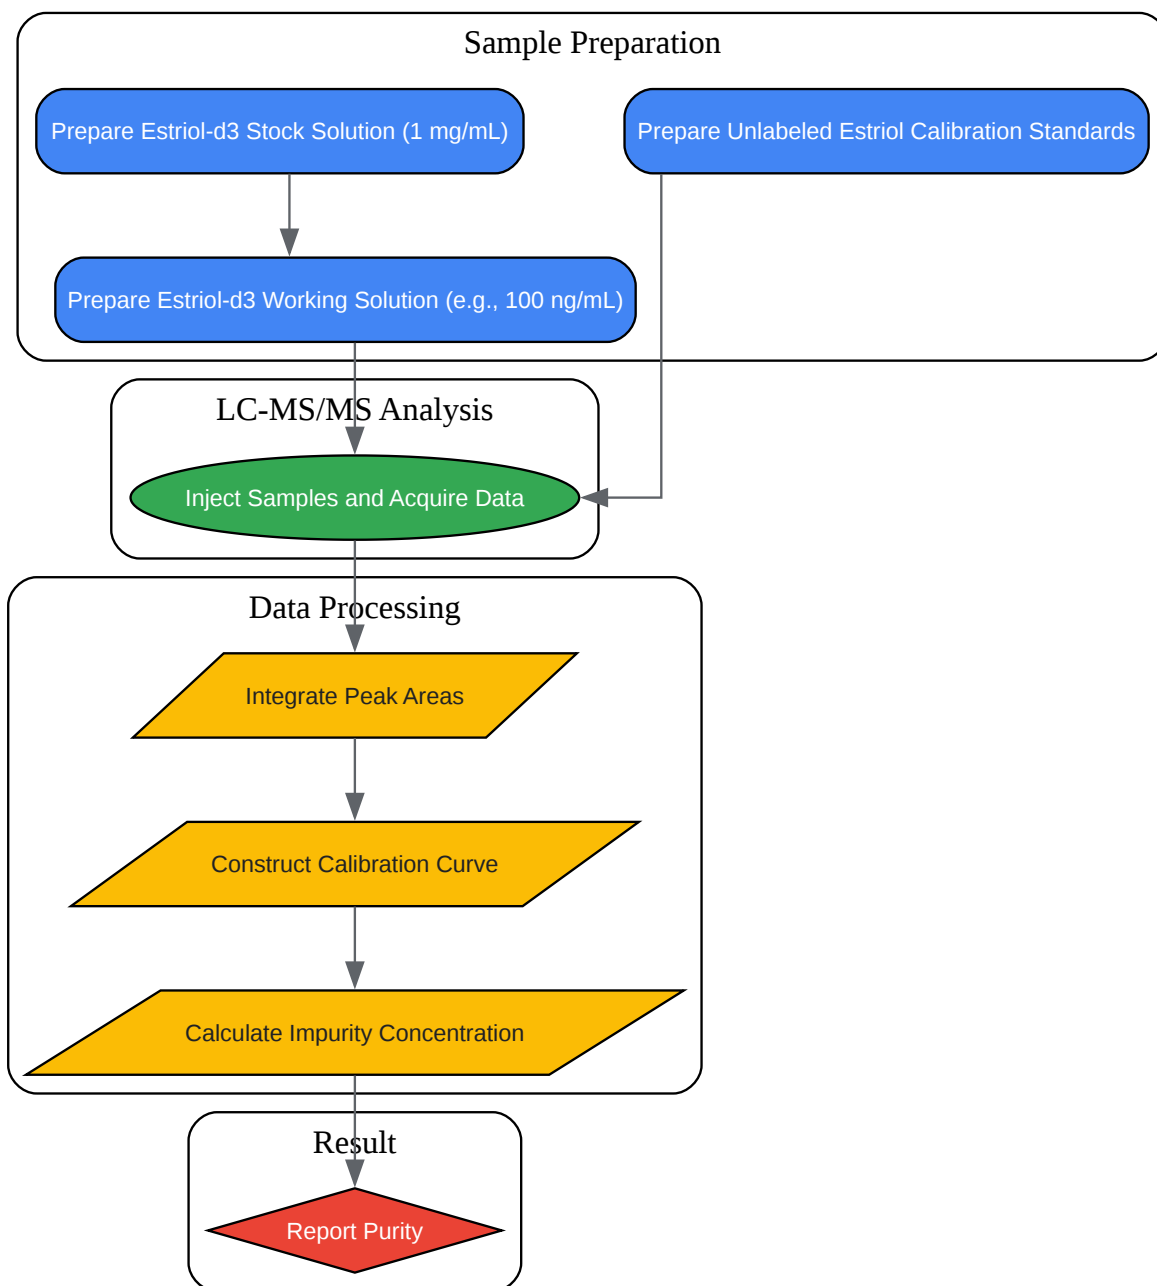 Sample Preparation
Prepare Estriol-d3 Stock Solution (1 mg/mL)
Prepare Unlabeled Estriol Calibration Standards
Prepare Estriol-d3 Working Solution (e.g., 100 ng/mL)
LC-MS/MS Analysis
Inject Samples and Acquire Data
Data Processing
Integrate Peak Areas
Construct Calibration Curve
Calculate Impurity Concentration
Result
Report Purity